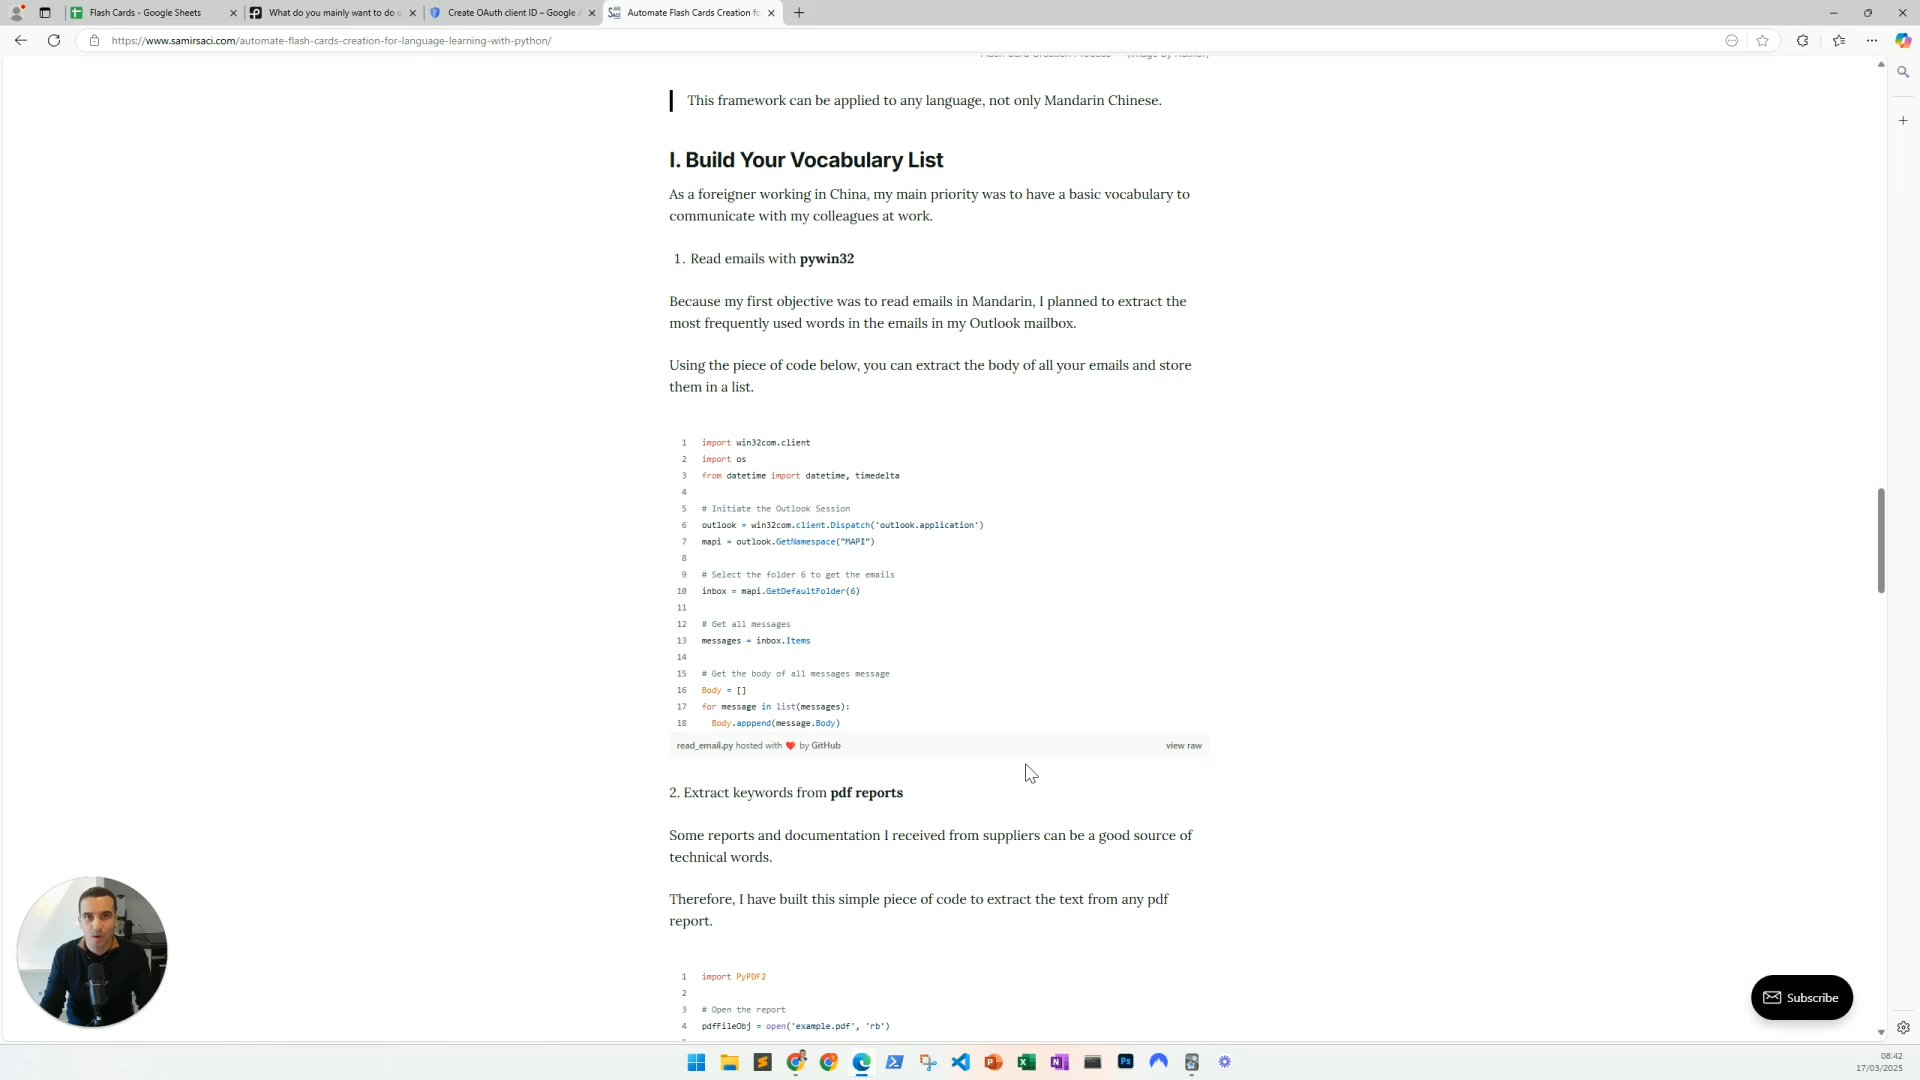 Flash Cards - Google Sheets
What do you mainly want to do
Create OAuth client ID – Google
Automate Flash Cards Creation fo
https://www.samirsaci.com/automate-flash-cards-creation-for-language-learning-with-python/
This framework can be applied to any language, not only Mandarin Chinese.
I. Build Your Vocabulary List
As a foreigner working in China, my main priority was to have a basic vocabulary to
communicate with my colleagues at work.
1. Read emails with pywin32
Because my first objective was to read emails in Mandarin, I planned to extract the
most frequently used words in the emails in my Outlook mailbox.
Using the piece of code below, you can extract the body of all your emails and store
them in a list.
1 import win32com.client
2 import os
3 from datetime import datetime, timedelta
4
5 # Initiate the Outlook Session
6 outlook = win32com.client.Dispatch('outlook.application')
7 mapi = outlook.GetNamespace("MAPI")
8
9 # Select the folder 6 to get the emails
10 inbox = mapi.GetDefaultFolder(6)
11
12 # Get all messages
13 messages = inbox.Items
14
15 # Get the body of all messages message
16 Body = []
17 for message in list(messages):
18 Body.apppend(message.Body)
read_email.py hosted with ❤ by GitHub view raw
2. Extract keywords from pdf reports
Some reports and documentation I received from suppliers can be a good source of
technical words.
Therefore, I have built this simple piece of code to extract the text from any pdf
report.
1 import PyPDF2
2
3 # Open the report
4 pdfFileObj = open('example.pdf', 'rb')
Subscribe
08:42
17/03/2025